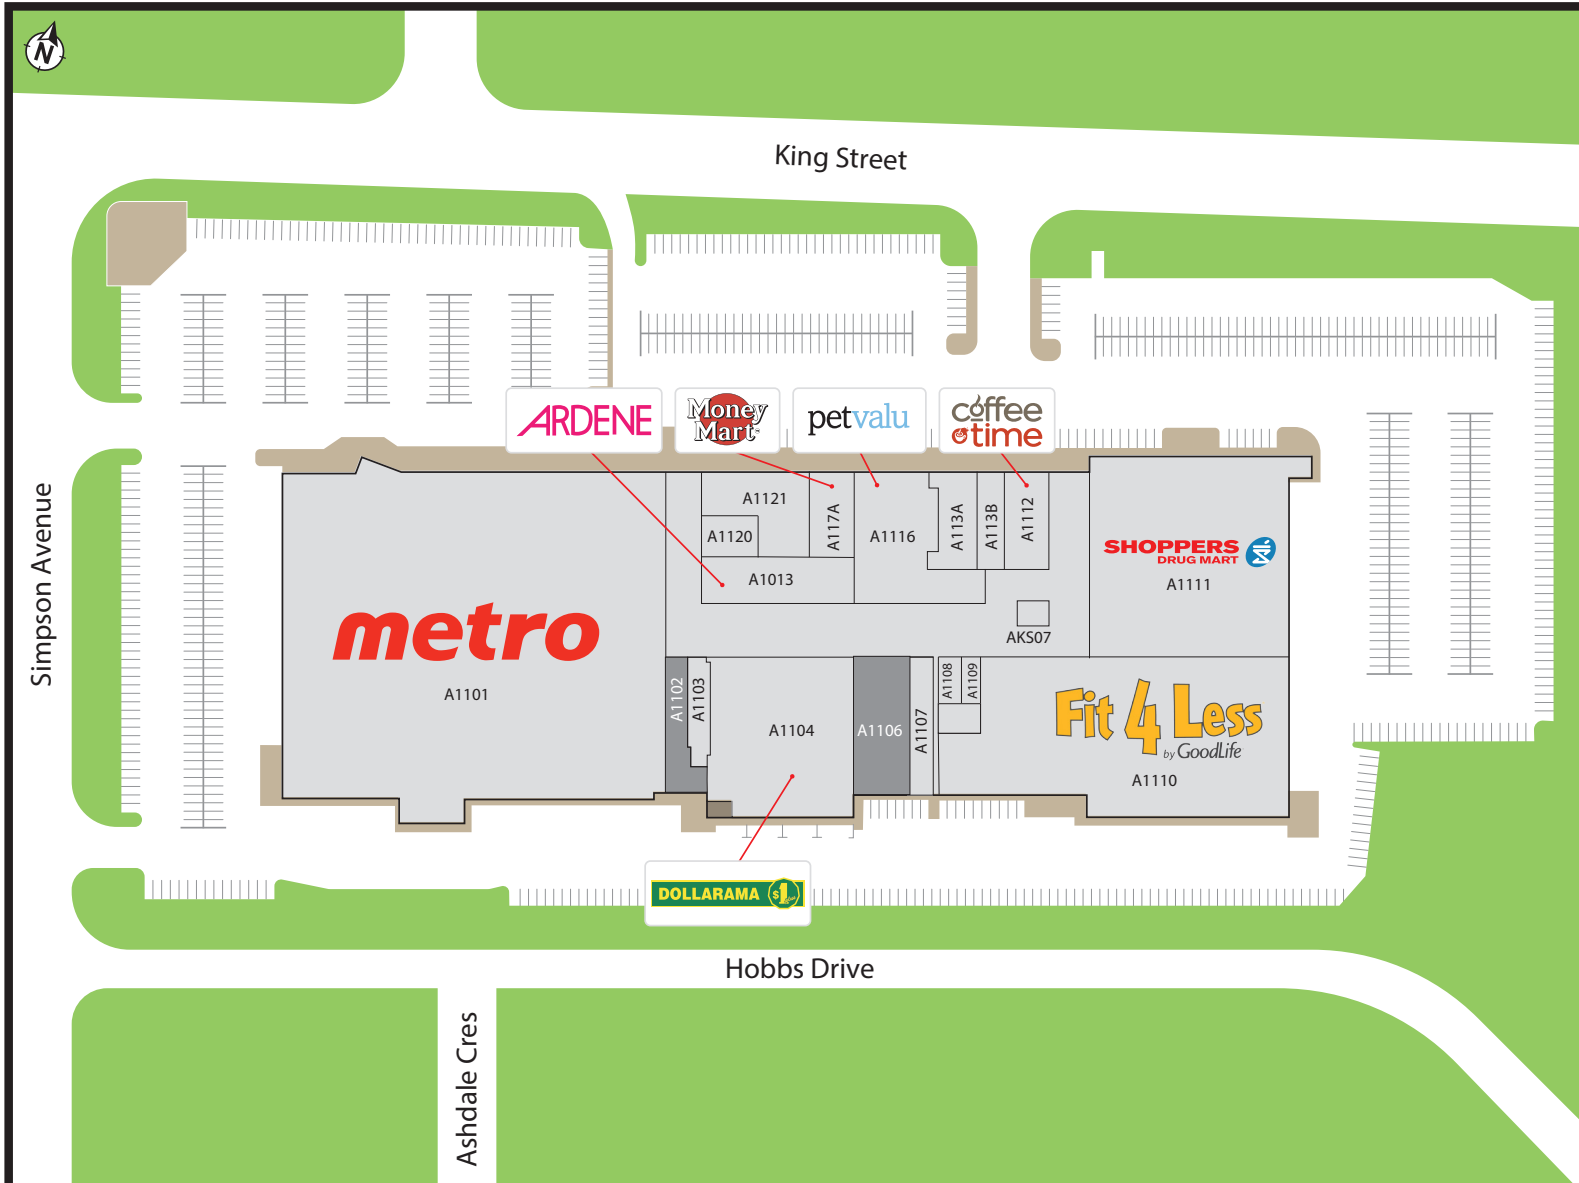 N
King Street
Simpson Avenue
ARDENE
Money
Mart
petvalu
coffee
time
A1121
A1120
A117A
A1116
A113A
A113B
A1112
A1013
AKS07
SHOPPERS
DRUG MART
A1111
metro
A1101
A1102
A1103
A1104
A1106
A1107
A1108
A1109
Fit 4 Less
by GoodLife
A1110
DOLLARAMA $1
Hobbs Drive
Ashdale Cres